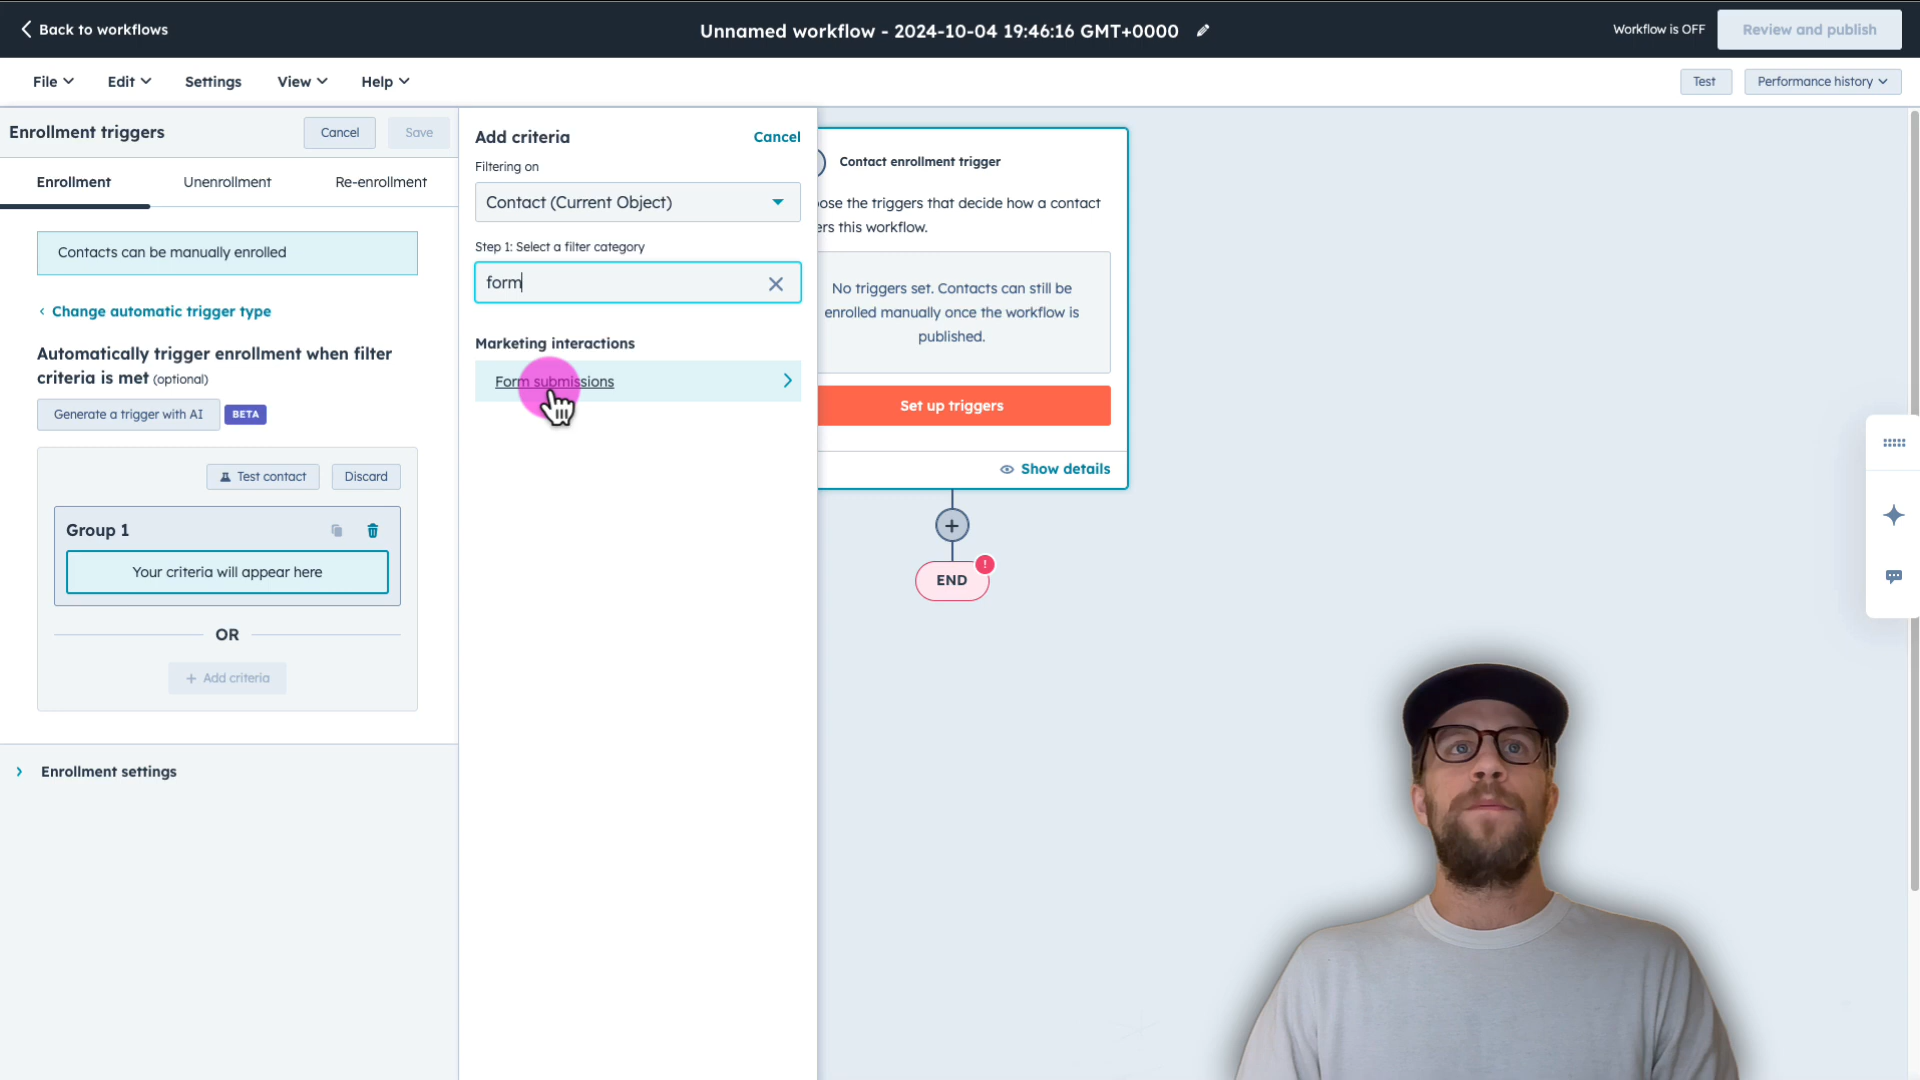 Back to workflows
Unnamed workflow - 2024-10-04 19:46:16 GMT+0000
Workflow is OFF
Review and publish
File
Edit
Settings
View
Help
Test
Performance history
Enrollment triggers
Cancel
Save
Enrollment
Unenrollment
Re-enrollment
Contacts can be manually enrolled
Change automatic trigger type
Automatically trigger enrollment when filter
criteria is met (optional)
Generate a trigger with AI
BETA
Test contact
Discard
Group 1
Your criteria will appear here
OR
+ Add criteria
Enrollment settings
Add criteria
Cancel
Filtering on
Contact (Current Object)
Step 1: Select a filter category
form
Marketing interactions
Form submissions
Contact enrollment trigger
ose the triggers that decide how a contact
ers this workflow.
No triggers set. Contacts can still be
enrolled manually once the workflow is
published.
Set up triggers
Show details
END
!